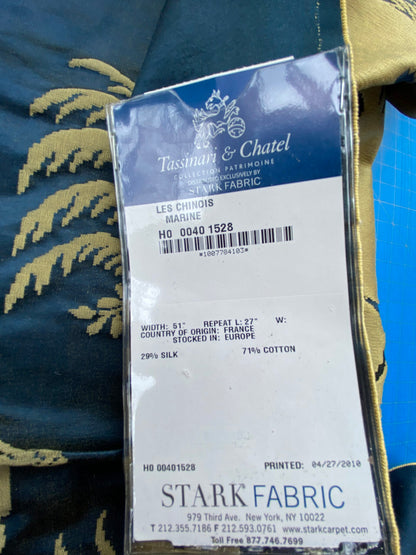 Tassinari & Chatel
COLLECTION PATRIMOINE
DESIGNED EXCLUSIVELY BY
STARK FABRIC
LES CHINOIS
MARINE
H0 0040 1528
*1007784103*
WIDTH: 51" REPEAT L: 27" W:
COUNTRY OF ORIGIN: FRANCE
STOCKED IN: EUROPE
29% SILK 71% COTTON
H0 00401528 PRINTED: 04/27/2010
STARK FABRIC
979 Third Ave. New York, NY 10022
T 212.355.7186 F 212.593.0761 www.starkcarpet.com
Toll Free 877.746.7699